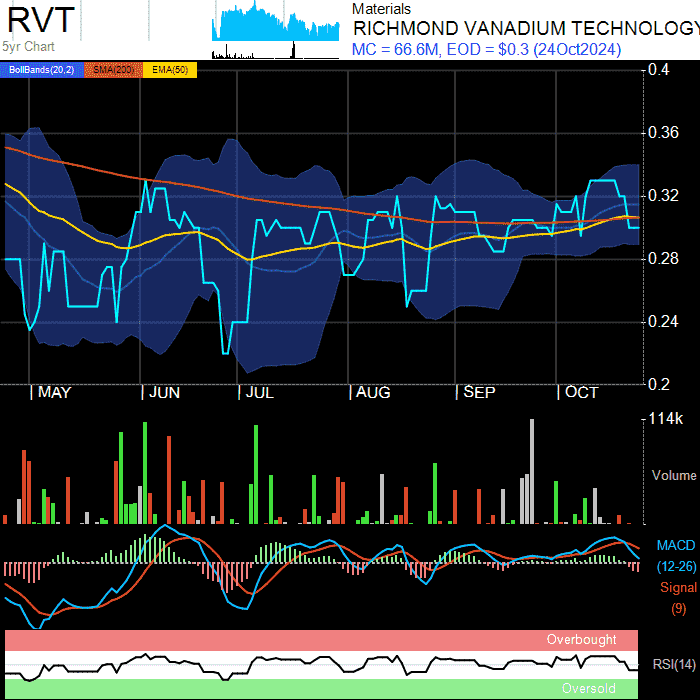 RVT
5yr Chart
Materials
RICHMOND VANADIUM TECHNOLOGY
MC = 66.6M, EOD = $0.3 (24Oct2024)
BollBands(20,2) SMA(200) EMA(50)
0.4
0.36
0.32
0.28
0.24
0.2
MAY JUN JUL AUG SEP OCT
114k
Volume
MACD
(12-26)
Signal
(9)
Overbought
RSI(14)
Oversold